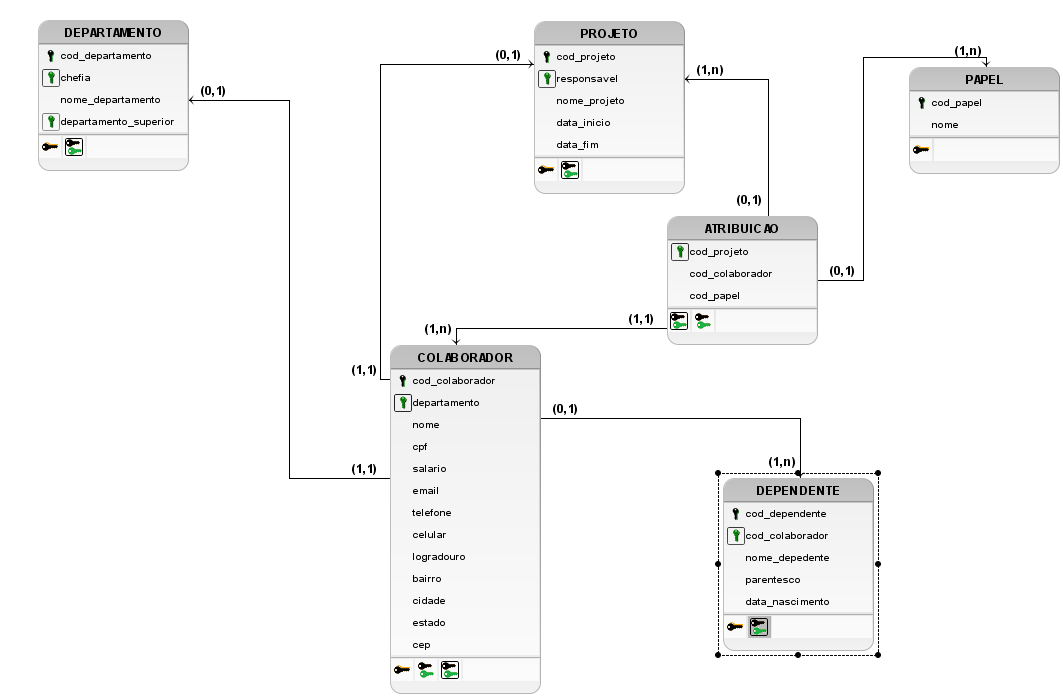 DEPARTAMENTO
cod_departamento
chefia
nome_departamento
departamento_superior
(0,1)
(0,1)
PROJETO
cod_projeto
responsavel
nome_projeto
data_inicio
data_fim
(1,n)
(1,n)
PAPEL
cod_papel
nome
(0,1)
ATRIBUICAO
cod_projeto
cod_colaborador
cod_papel
(0,1)
(1,1)
(1,n)
(1,1)
COLABORADOR
cod_colaborador
departamento
nome
cpf
salario
email
telefone
celular
logradouro
bairro
cidade
estado
cep
(1,1)
(0,1)
(1,n)
DEPENDENTE
cod_dependente
cod_colaborador
nome_depedente
parentesco
data_nascimento